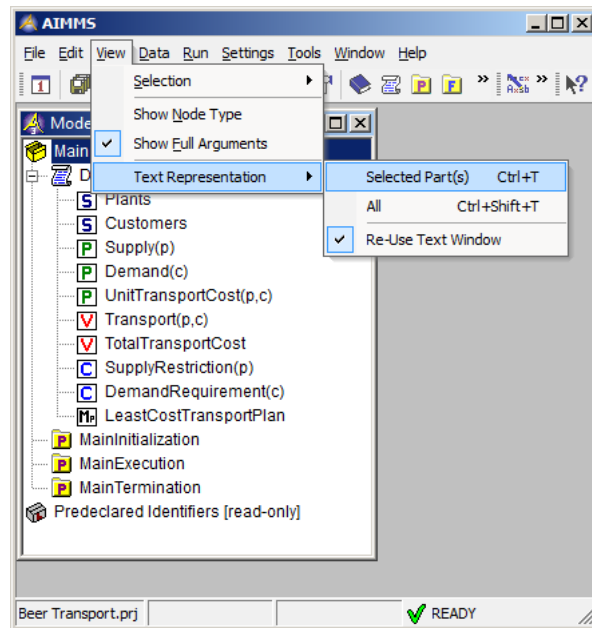 AIMMS
File Edit View Data Run Settings Tools Window Help
Selection
Show Node Type
Show Full Arguments
Text Representation
Selected Part(s) Ctrl+T
All Ctrl+Shift+T
Re-Use Text Window
Mode
Main
D
S Plants
S Customers
P Supply(p)
P Demand(c)
P UnitTransportCost(p,c)
V Transport(p,c)
V TotalTransportCost
C SupplyRestriction(p)
C DemandRequirement(c)
MP LeastCostTransportPlan
P MainInitialization
P MainExecution
P MainTermination
Predeclared Identifiers [read-only]
Beer Transport.prj
READY